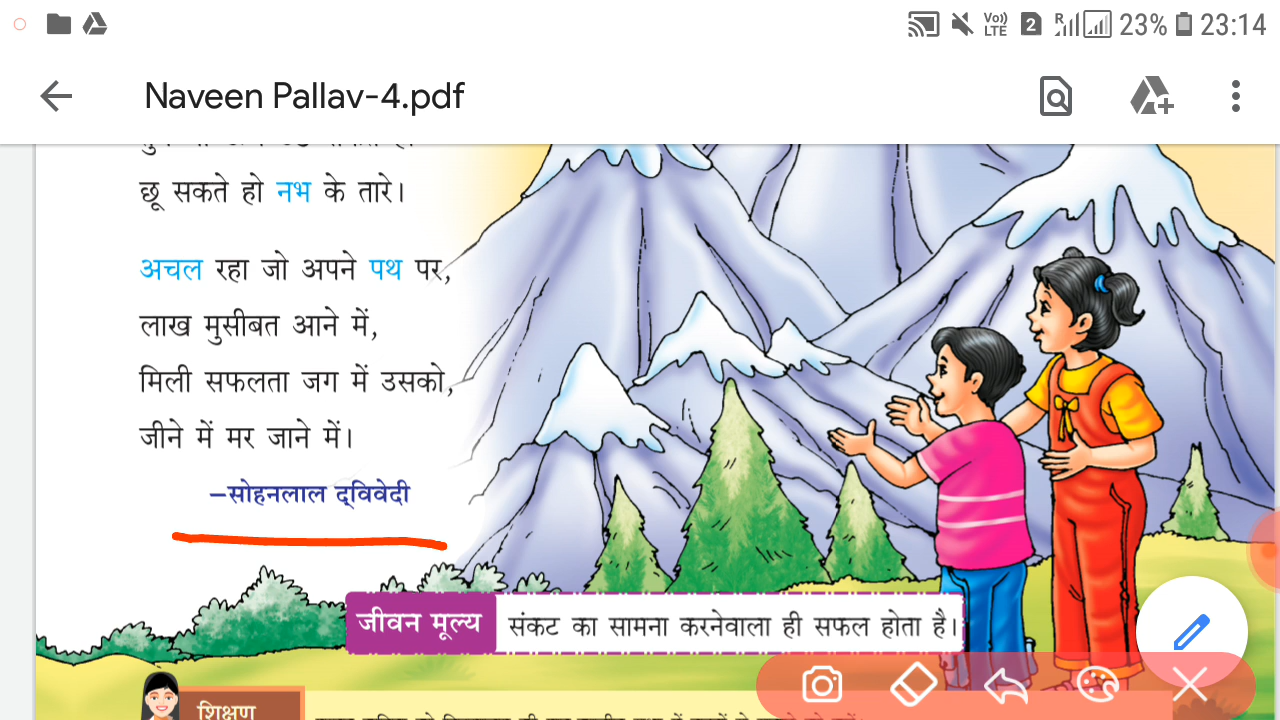 23% 23:14
Naveen Pallav-4.pdf
छू सकते हो नभ के तारे।
अचल रहा जो अपने पथ पर,
लाख मुसीबत आने में,
मिली सफलता जग में उसको,
जीने में मर जाने में।
–सोहनलाल द्विवेदी
जीवन मूल्य संकट का सामना करनेवाला ही सफल होता है।
शिक्षण